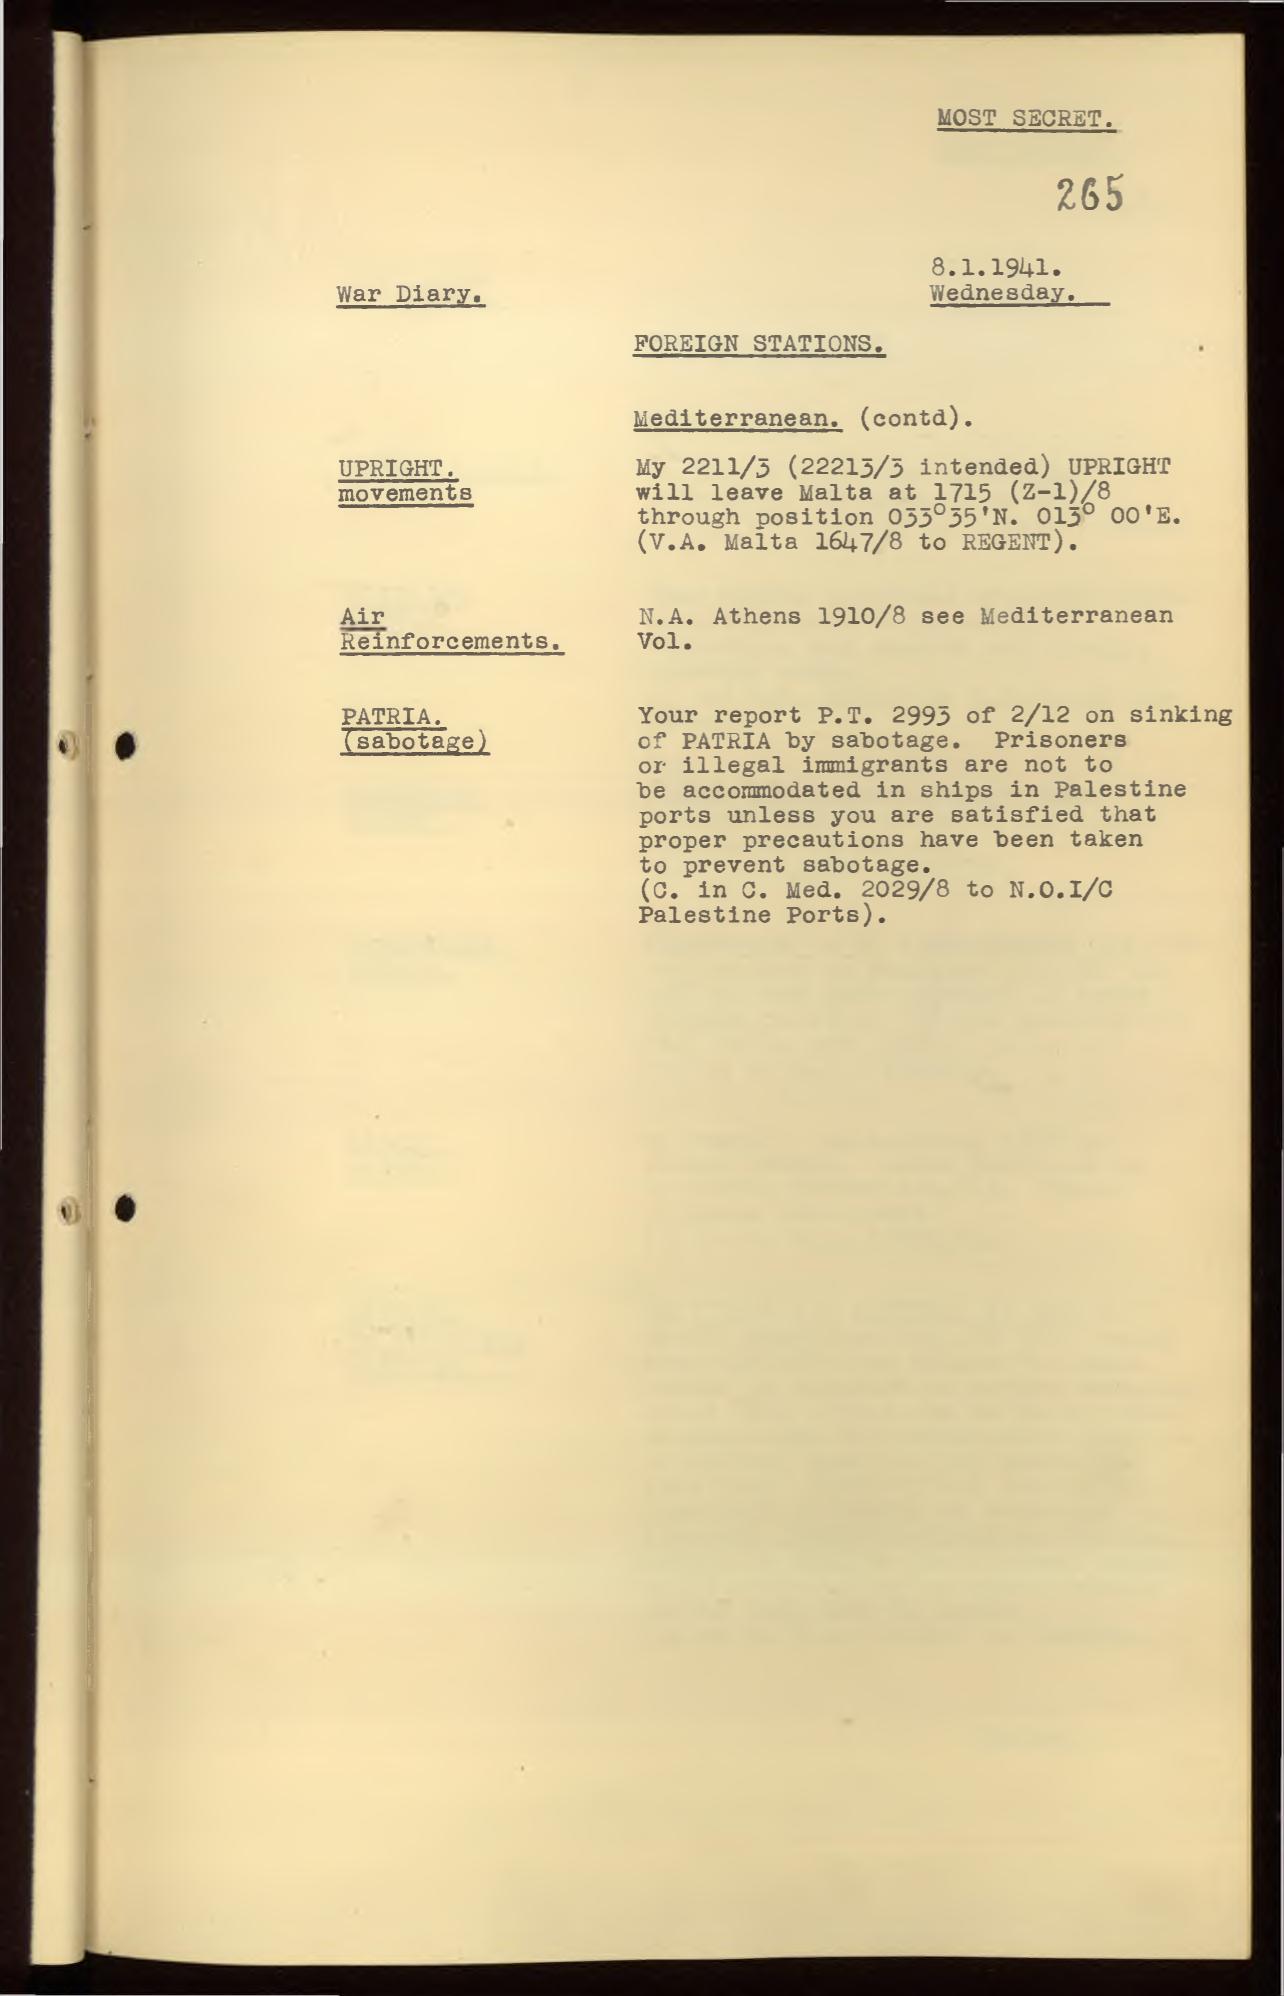 MOST SECRET.
265
8.1.1941.
War Diary.
Wednesday.
FOREIGN STATIONS.
Mediterranean. (contd).
UPRIGHT.
movements
My 2211/3 (22213/3 intended) UPRIGHT
will leave Malta at 1715 (Z-1)/8
through position 033°35'N. 013° 00'E.
(V.A. Malta 1647/8 to REGENT).
Air
Reinforcements.
N.A. Athens 1910/8 see Mediterranean
Vol.
PATRIA.
(sabotage)
Your report P.T. 2993 of 2/12 on sinking
of PATRIA by sabotage. Prisoners
or illegal immigrants are not to
be accommodated in ships in Palestine
ports unless you are satisfied that
proper precautions have been taken
to prevent sabotage.
(C. in C. Med. 2029/8 to N.O.I/C
Palestine Ports).